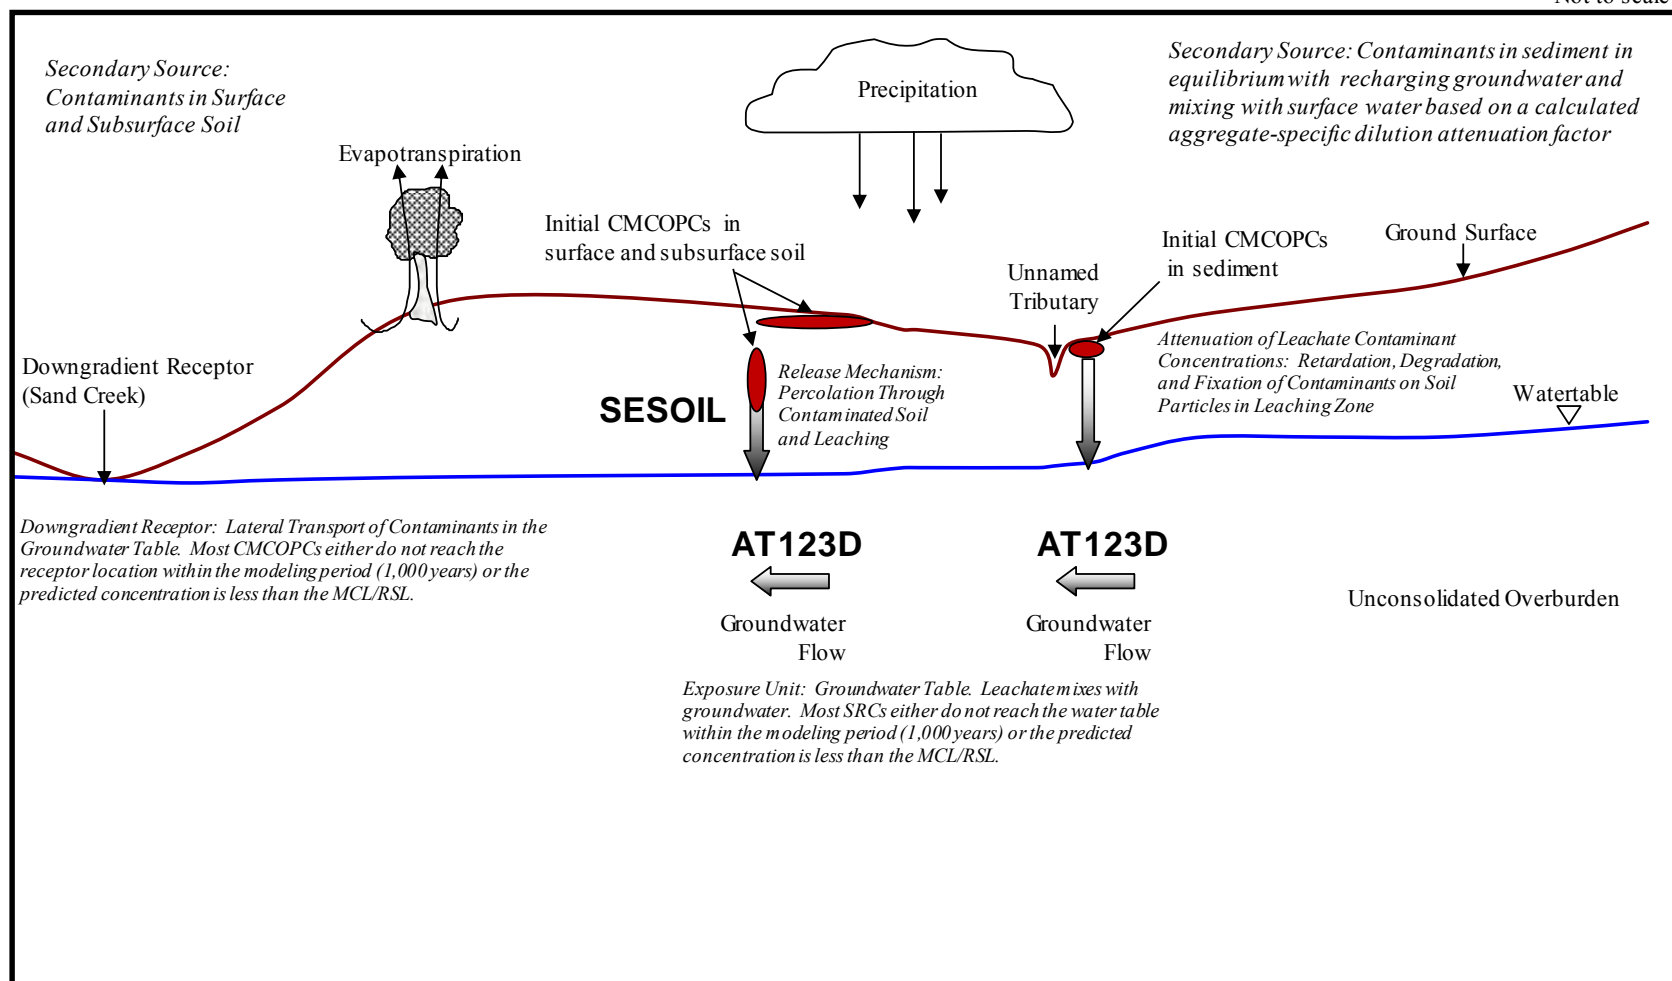 Not to scale
Secondary Source:
Contaminants in Surface
and Subsurface Soil
Precipitation
Secondary Source: Contaminants in sediment in
equilibrium with recharging groundwater and
mixing with surface water based on a calculated
aggregate-specific dilution attenuation factor
Evapotranspiration
Initial CMCOPCs in
surface and subsurface soil
Unnamed
Tributary
Initial CMCOPCs
in sediment
Ground Surface
Downgradient Receptor
(Sand Creek)
SESOIL
Release Mechanism:
Percolation Through
Contaminated Soil
and Leaching
Attenuation of Leachate Contaminant
Concentrations: Retardation, Degradation,
and Fixation of Contaminants on Soil
Particles in Leaching Zone
Watertable
Downgradient Receptor: Lateral Transport of Contaminants in the
Groundwater Table. Most CMCOPCs either do not reach the
receptor location within the modeling period (1,000 years) or the
predicted concentration is less than the MCL/RSL.
AT123D
Groundwater
Flow
AT123D
Groundwater
Flow
Unconsolidated Overburden
Exposure Unit: Groundwater Table. Leachate mixes with
groundwater. Most SRCs either do not reach the water table
within the modeling period (1,000 years) or the predicted
concentration is less than the MCL/RSL.